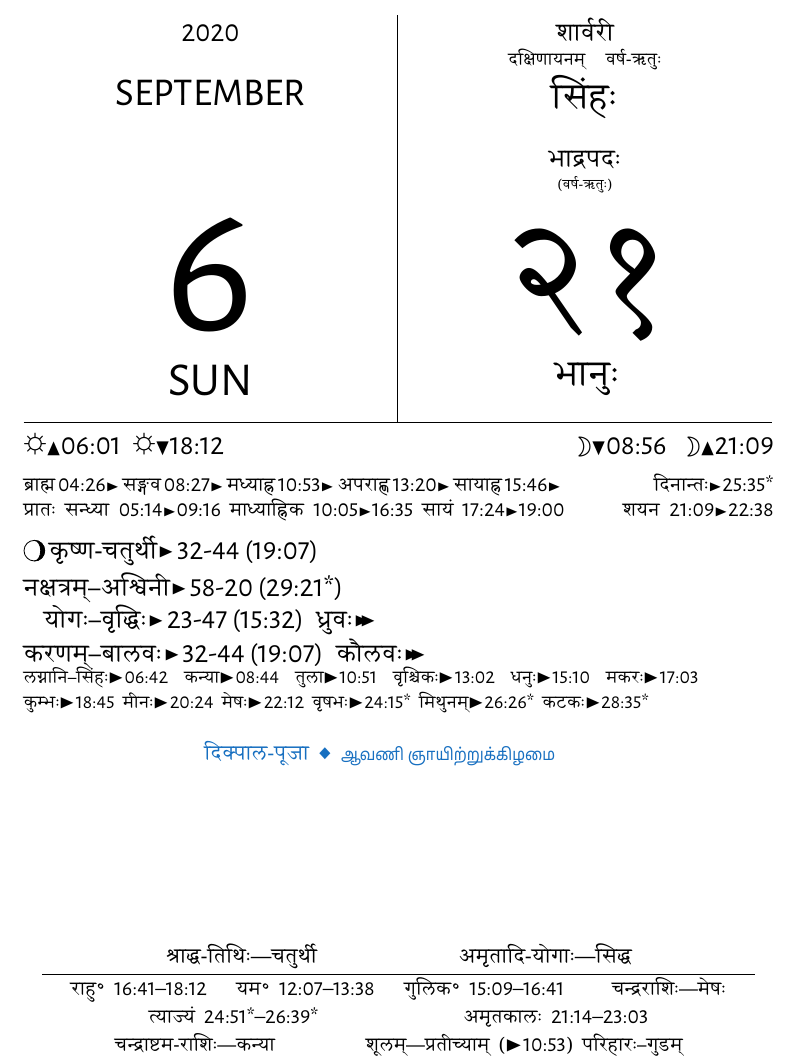 2020
SEPTEMBER
6
SUN
शार्वरी
दक्षिणायनम् वर्ष-ऋतुः
सिंहः
भाद्रपदः
(वर्ष-ऋतुः)
२१
भानुः
☼▲06:01 ☼▼18:12 ☽▼08:56 ☽▲21:09
ब्राह्म 04:26► सङ्गव 08:27► मध्याह्न 10:53► अपराह्ण 13:20► सायाह्न 15:46► दिनान्तः►25:35*
प्रातः सन्ध्या 05:14►09:16 माध्याह्निक 10:05►16:35 सायं 17:24►19:00 शयन 21:09►22:38
कृष्ण-चतुर्थी►32-44 (19:07)
नक्षत्रम्–अश्विनी►58-20 (29:21*)
योगः–वृद्धिः►23-47 (15:32) ध्रुवः►►
करणम्–बालवः►32-44 (19:07) कौलवः►►
लग्नानि–सिंहः►06:42 कन्या►08:44 तुला►10:51 वृश्चिकः►13:02 धनुः►15:10 मकरः►17:03
कुम्भः►18:45 मीनः►20:24 मेषः►22:12 वृषभः►24:15* मिथुनम्►26:26* कटकः►28:35*
दिक्पाल-पूजा ◆ ஆவணி ஞாயிற்றுக்கிழமை
श्राद्ध-तिथिः—चतुर्थी अमृतादि-योगाः—सिद्ध
राहु॰ 16:41–18:12 यम॰ 12:07–13:38 गुलिक॰ 15:09–16:41 चन्द्रराशिः—मेषः
त्याज्यं 24:51*–26:39* अमृतकालः 21:14–23:03
चन्द्राष्टम-राशिः—कन्या शूलम्—प्रतीच्याम् (►10:53) परिहारः–गुडम्